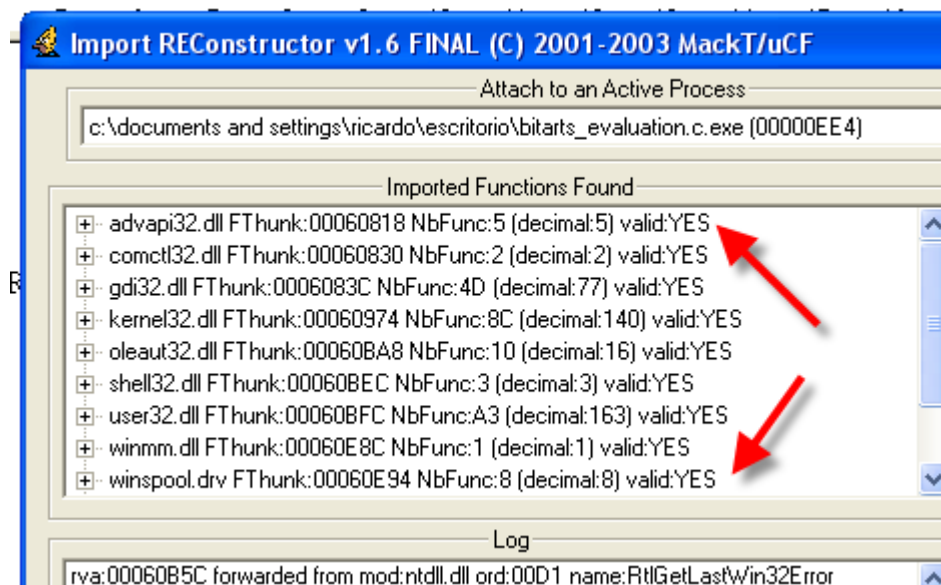 Import REConstructor v1.6 FINAL (C) 2001-2003 MackT/uCF
Attach to an Active Process
c:\documents and settings\ricardo\escritorio\bitarts_evaluation.c.exe (00000EE4)
Imported Functions Found
advapi32.dll FThunk:00060818 NbFunc:5 (decimal:5) valid:YES
comctl32.dll FThunk:00060830 NbFunc:2 (decimal:2) valid:YES
gdi32.dll FThunk:0006083C NbFunc:4D (decimal:77) valid:YES
kernel32.dll FThunk:00060974 NbFunc:8C (decimal:140) valid:YES
oleaut32.dll FThunk:00060BA8 NbFunc:10 (decimal:16) valid:YES
shell32.dll FThunk:00060BEC NbFunc:3 (decimal:3) valid:YES
user32.dll FThunk:00060BFC NbFunc:A3 (decimal:163) valid:YES
winmm.dll FThunk:00060E8C NbFunc:1 (decimal:1) valid:YES
winspool.drv FThunk:00060E94 NbFunc:8 (decimal:8) valid:YES
Log
rva:00060B5C forwarded from mod:ntdll.dll ord:00D1 name:RtlGetLastWin32Error